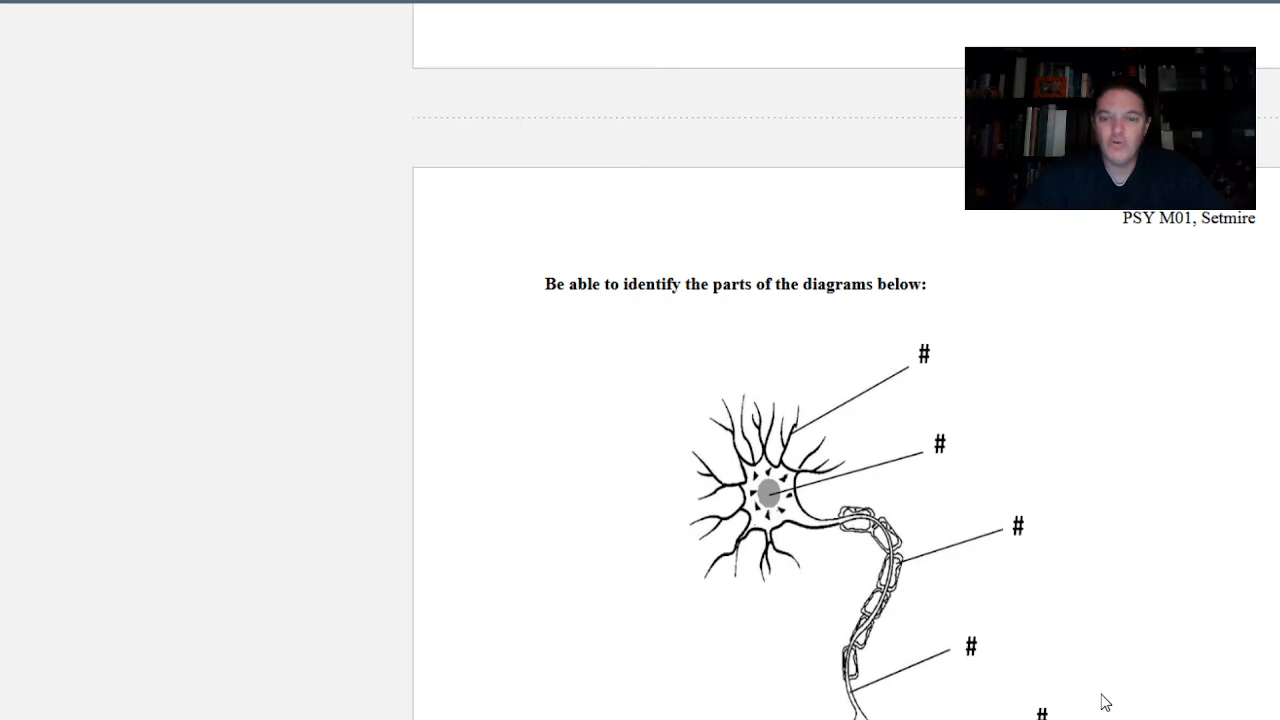 PSY M01, Setmire
Be able to identify the parts of the diagrams below:
#
#
#
#
#